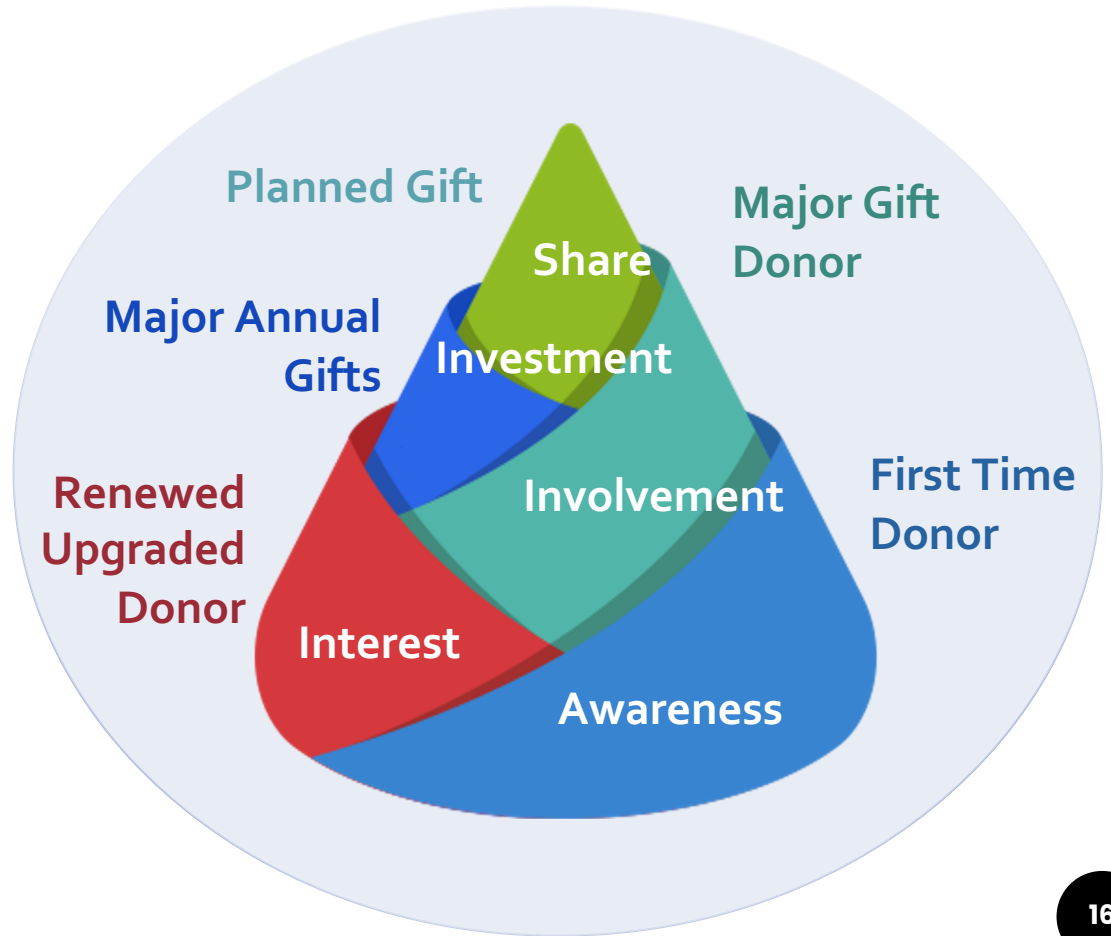 Planned Gift
Major Gift
Donor
Share
Major Annual
Gifts
Investment
Renewed
Upgraded
Donor
Involvement
First Time
Donor
Interest
Awareness
16